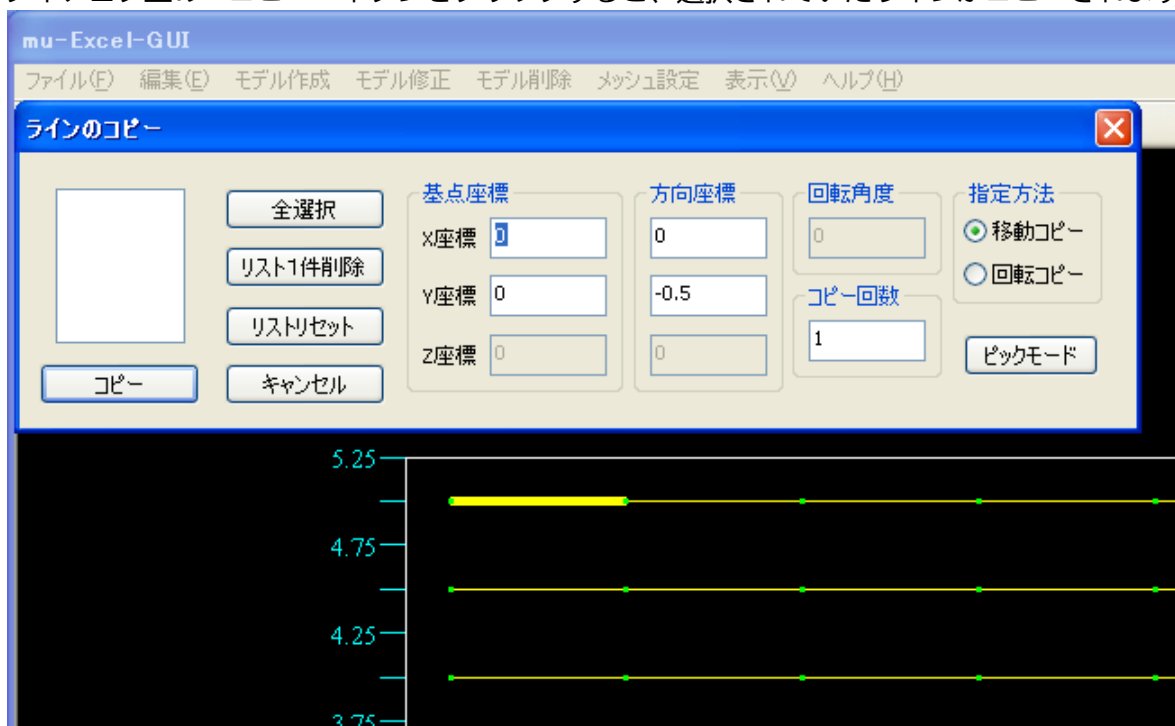 mu-Excel-GUI
ファイル(F) 編集(E) モデル作成 モデル修正 モデル削除 メッシュ設定 表示(V) ヘルプ(H)
ラインのコピー
全選択
リスト1件削除
リストリセット
コピー
キャンセル
基点座標
X座標 0
Y座標 0
Z座標 0
方向座標
0
-0.5
0
回転角度
0
コピー回数
1
指定方法
移動コピー
回転コピー
ピックモード
5.25
4.75
4.25
3.75